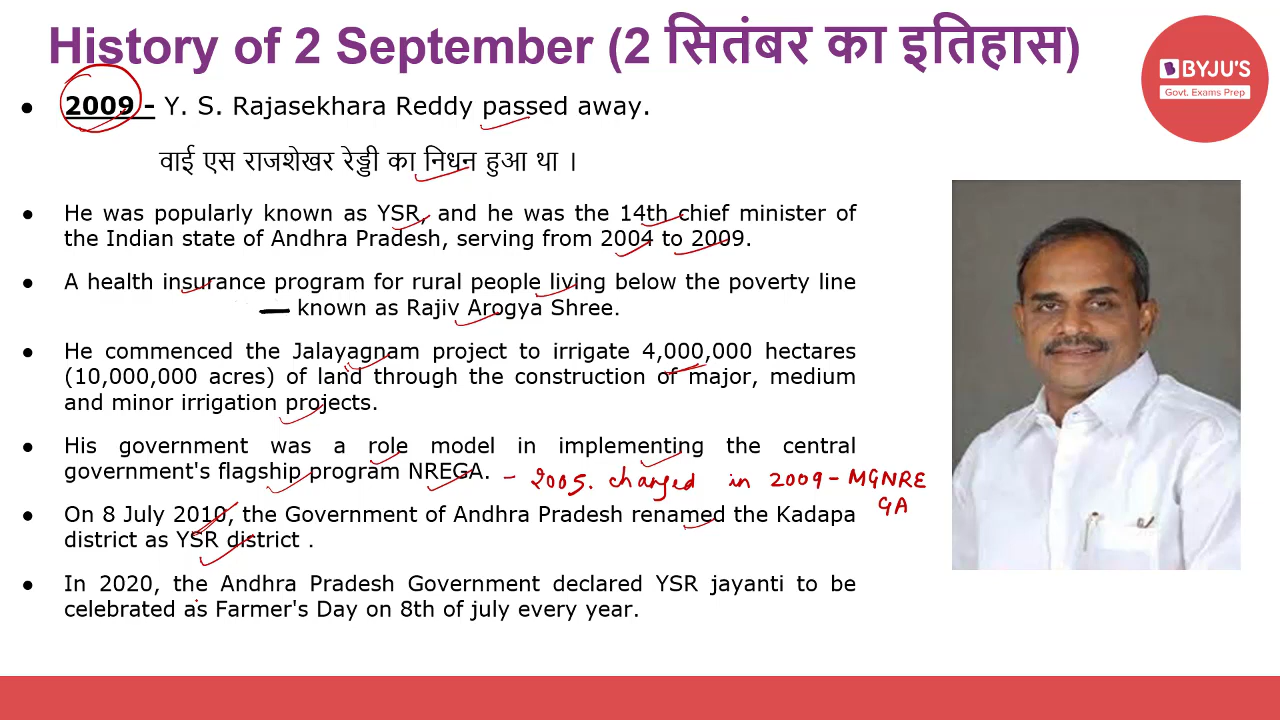 History of 2 September (2 सितंबर का इतिहास)
BYJU'S
Govt. Exams Prep
• 2009 - Y. S. Rajasekhara Reddy passed away.
वाई एस राजशेखर रेड्डी का निधन हुआ था ।
• He was popularly known as YSR, and he was the 14th chief minister of
the Indian state of Andhra Pradesh, serving from 2004 to 2009.
• A health insurance program for rural people living below the poverty line
known as Rajiv Arogya Shree.
• He commenced the Jalayagnam project to irrigate 4,000,000 hectares
(10,000,000 acres) of land through the construction of major, medium
and minor irrigation projects.
• His government was a role model in implementing the central
government's flagship program NREGA. - 2005. changed in 2009 - MGNRE
GA
• On 8 July 2010, the Government of Andhra Pradesh renamed the Kadapa
district as YSR district .
• In 2020, the Andhra Pradesh Government declared YSR jayanti to be
celebrated as Farmer's Day on 8th of july every year.